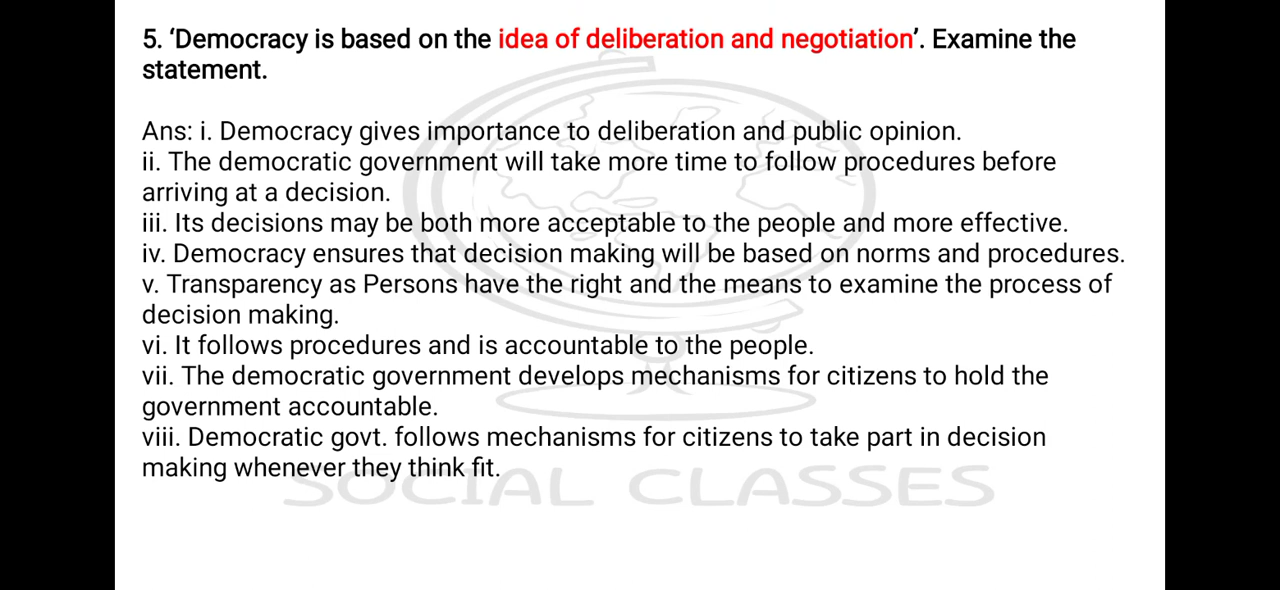 5. ‘Democracy is based on the idea of deliberation and negotiation’. Examine the
statement.
Ans: i. Democracy gives importance to deliberation and public opinion.
ii. The democratic government will take more time to follow procedures before
arriving at a decision.
iii. Its decisions may be both more acceptable to the people and more effective.
iv. Democracy ensures that decision making will be based on norms and procedures.
v. Transparency as Persons have the right and the means to examine the process of
decision making.
vi. It follows procedures and is accountable to the people.
vii. The democratic government develops mechanisms for citizens to hold the
government accountable.
viii. Democratic govt. follows mechanisms for citizens to take part in decision
making whenever they think fit.
SOCIAL CLASSES